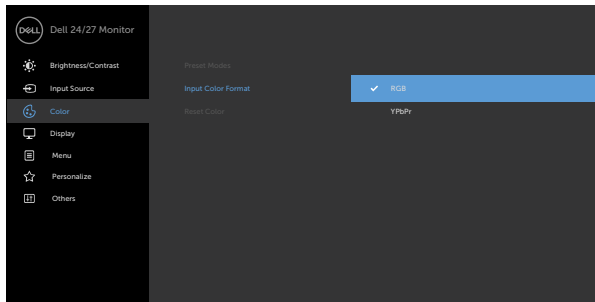 DELL Dell 24/27 Monitor
Brightness/Contrast Preset Modes
Input Source Input Color Format RGB
Color Reset Color YPbPr
Display
Menu
Personalize
Others